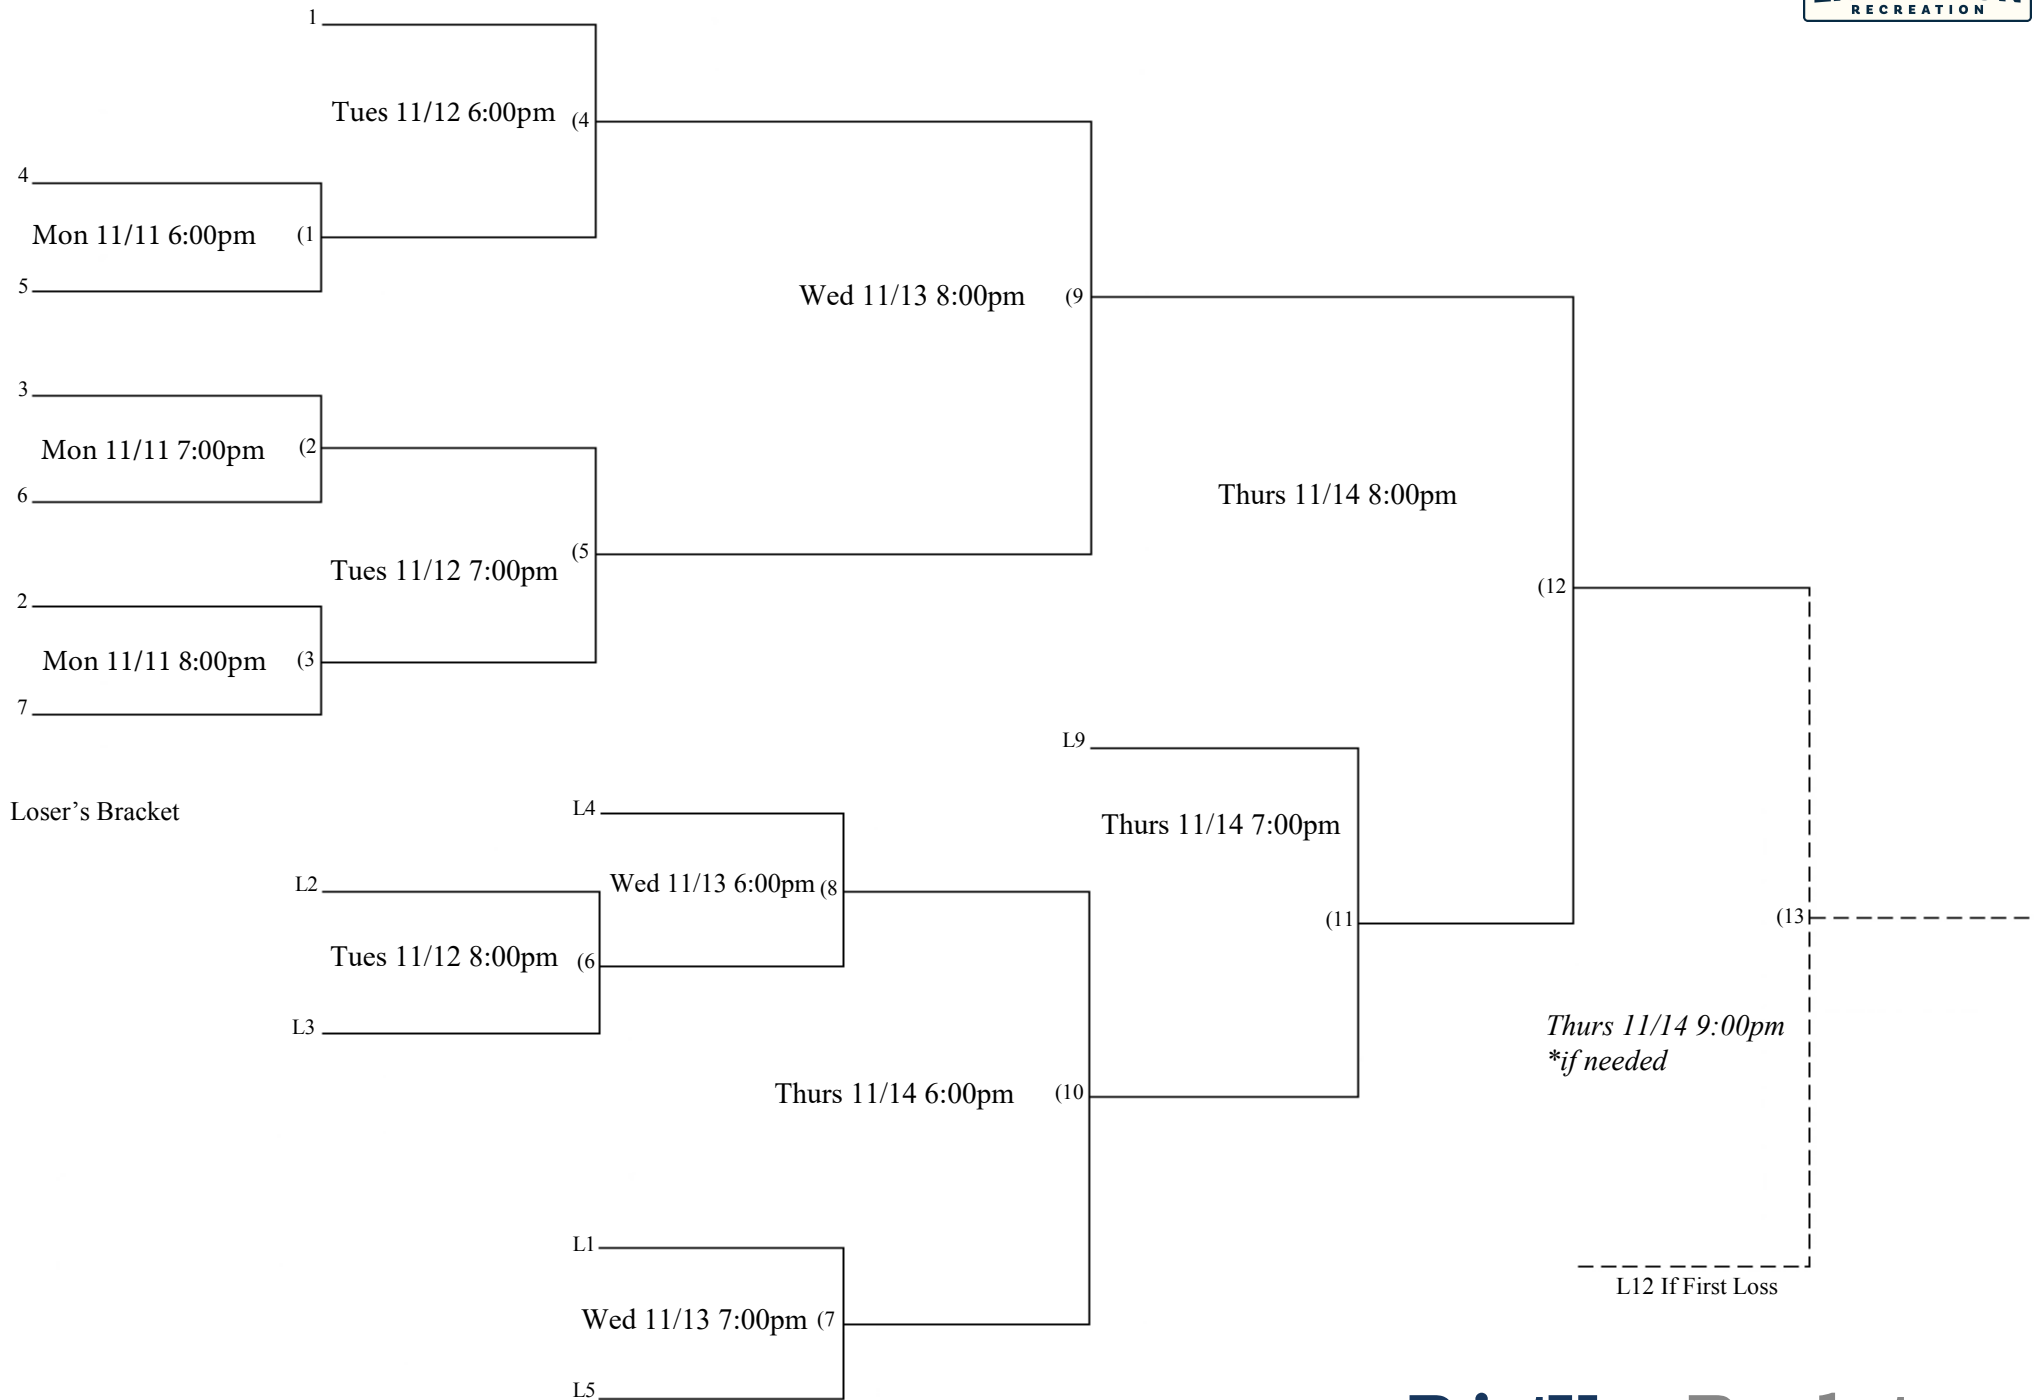 RECREATION
1
Tues 11/12 6:00pm (4
4
Mon 11/11 6:00pm (1
5
Wed 11/13 8:00pm (9
3
Mon 11/11 7:00pm (2
6
Thurs 11/14 8:00pm
(5
Tues 11/12 7:00pm
(12
2
Mon 11/11 8:00pm (3
7
L9
Loser’s Bracket
L4
Thurs 11/14 7:00pm
L2
Wed 11/13 6:00pm (8
(11
(13
Tues 11/12 8:00pm (6
L3
Thurs 11/14 9:00pm
*if needed
Thurs 11/14 6:00pm (10
L1
L12 If First Loss
Wed 11/13 7:00pm (7
L5